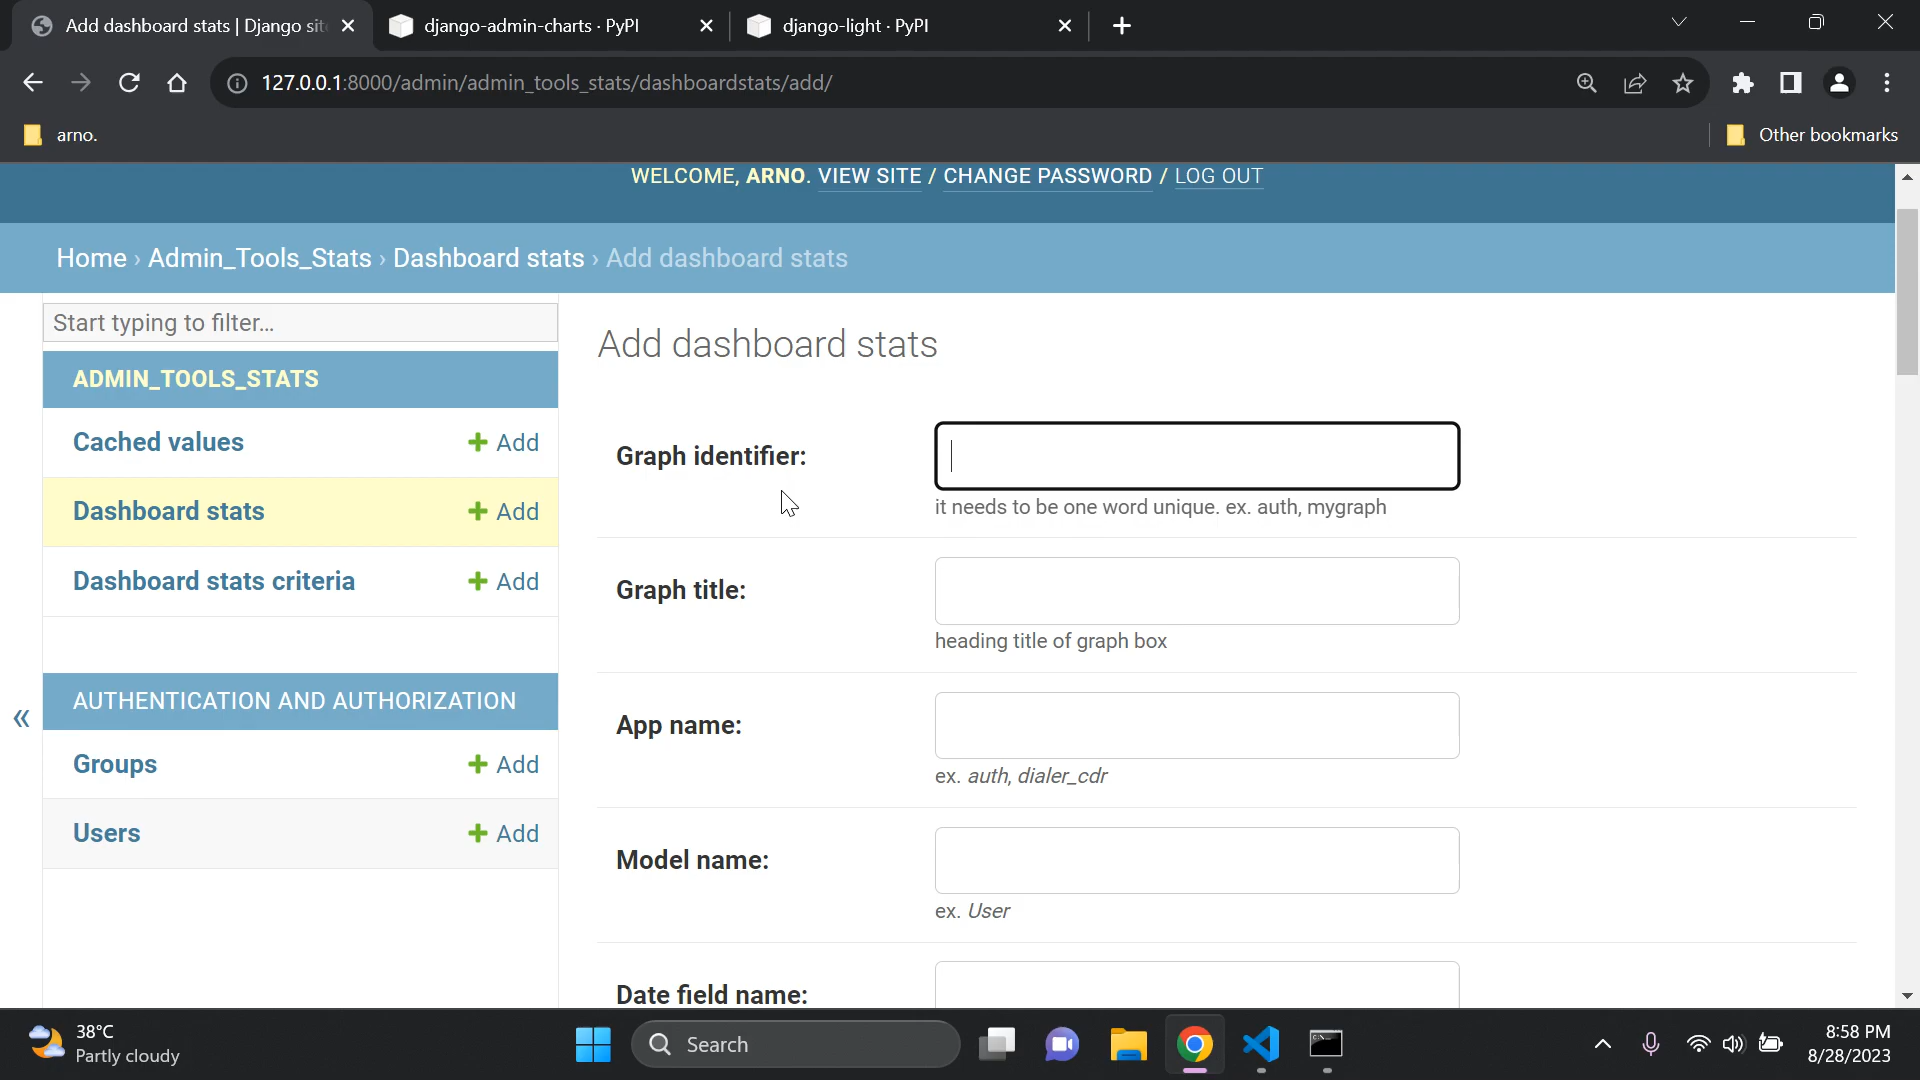 Add dashboard stats | Django sit
django-admin-charts · PyPI
django-light · PyPI
127.0.0.1:8000/admin/admin_tools_stats/dashboardstats/add/
arno.
Other bookmarks
WELCOME, ARNO. VIEW SITE / CHANGE PASSWORD / LOG OUT
Home › Admin_Tools_Stats › Dashboard stats › Add dashboard stats
Start typing to filter...
ADMIN_TOOLS_STATS
Cached values + Add
Dashboard stats + Add
Dashboard stats criteria + Add
AUTHENTICATION AND AUTHORIZATION
«
Groups + Add
Users + Add
Add dashboard stats
Graph identifier:
it needs to be one word unique. ex. auth, mygraph
Graph title:
heading title of graph box
App name:
ex. auth, dialer_cdr
Model name:
ex. User
Date field name:
38°C
Partly cloudy
Search
8:58 PM
8/28/2023